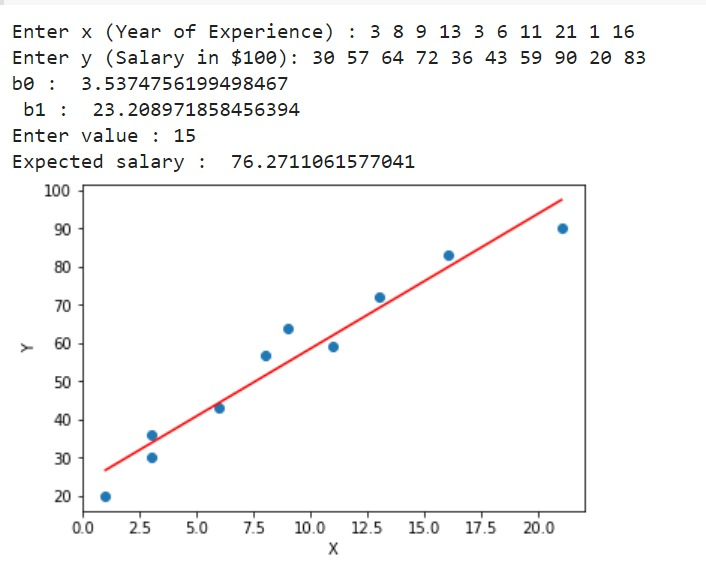 Enter x (Year of Experience) : 3 8 9 13 3 6 11 21 1 16
Enter y (Salary in $100): 30 57 64 72 36 43 59 90 20 83
b0 :  3.5374756199498467
 b1 :  23.208971858456394
Enter value : 15
Expected salary :  76.2711061577041
100
90
80
70
60
50
40
30
20
Y
0.0 2.5 5.0 7.5 10.0 12.5 15.0 17.5 20.0
X